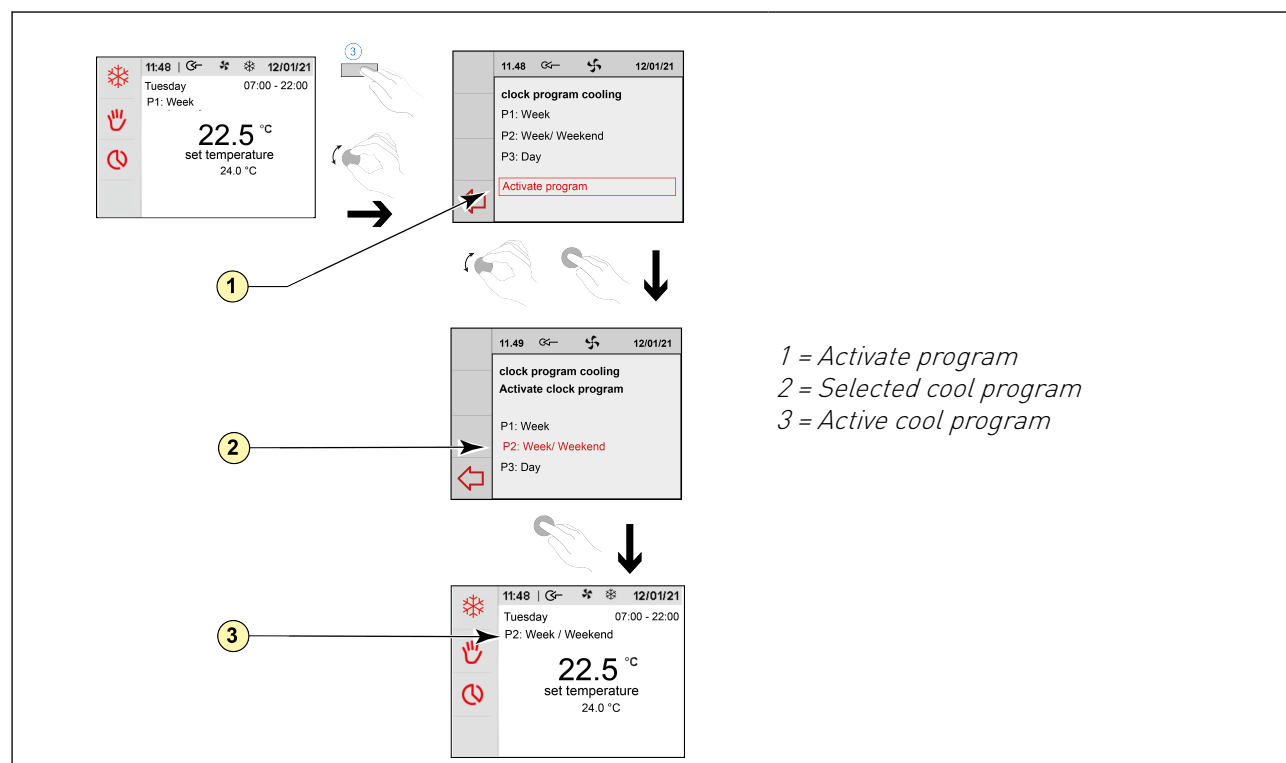 3
11:48 | 12/01/21
Tuesday 07:00 - 22:00
P1: Week
22.5 °C
set temperature
24.0 °C
11.48 12/01/21
clock program cooling
P1: Week
P2: Week/ Weekend
P3: Day
Activate program
1
11.49 12/01/21
clock program cooling
Activate clock program
P1: Week
P2: Week/ Weekend
P3: Day
2
1 = Activate program
2 = Selected cool program
3 = Active cool program
11:48 | 12/01/21
Tuesday 07:00 - 22:00
P2: Week / Weekend
22.5 °C
set temperature
24.0 °C
3